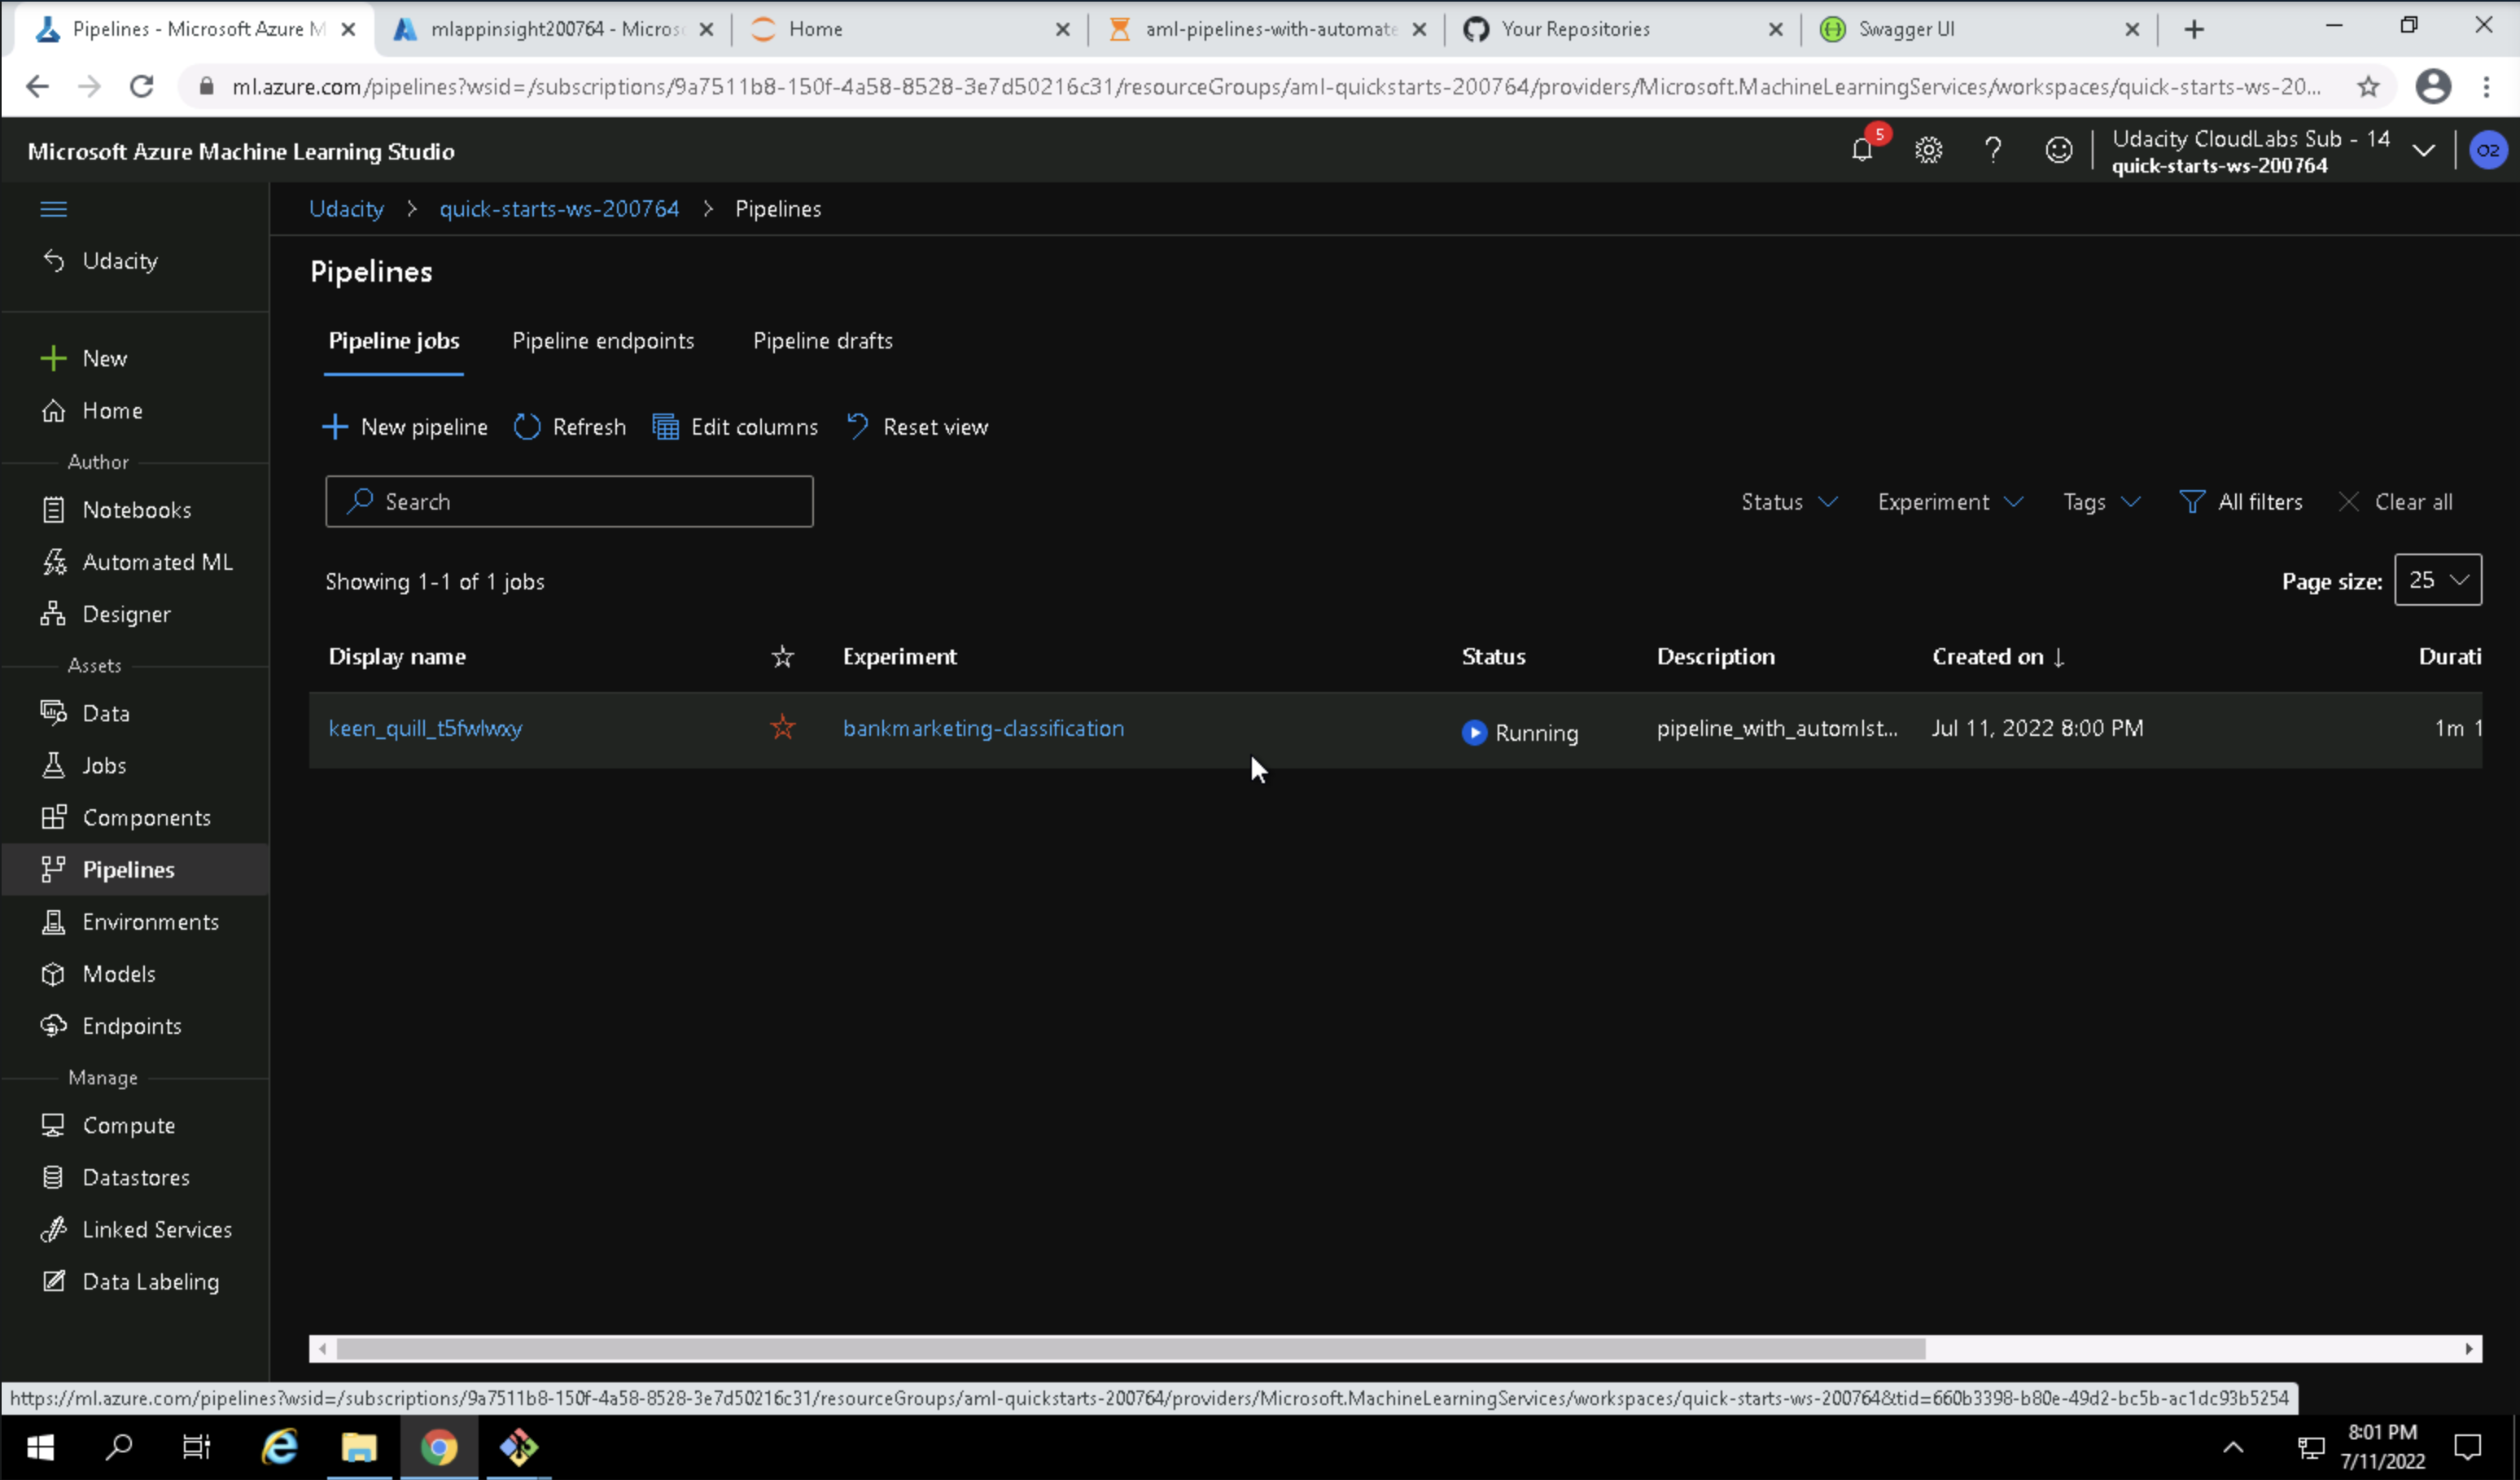 Pipelines - Microsoft Azure M
mlappinsight200764 - Micros
Home
aml-pipelines-with-automate
Your Repositories
Swagger UI
ml.azure.com/pipelines?wsid=/subscriptions/9a7511b8-150f-4a58-8528-3e7d50216c31/resourceGroups/aml-quickstarts-200764/providers/Microsoft.MachineLearningServices/workspaces/quick-starts-ws-20...
Microsoft Azure Machine Learning Studio
5
Udacity CloudLabs Sub - 14
quick-starts-ws-200764
O2
Udacity > quick-starts-ws-200764 > Pipelines
Udacity
New
Home
Author
Notebooks
Automated ML
Designer
Assets
Data
Jobs
Components
Pipelines
Environments
Models
Endpoints
Manage
Compute
Datastores
Linked Services
Data Labeling
Pipelines
Pipeline jobs Pipeline endpoints Pipeline drafts
New pipeline Refresh Edit columns Reset view
Search
Status Experiment Tags All filters Clear all
Showing 1-1 of 1 jobs
Page size: 25
Display name Experiment Status Description Created on ↓ Durati
keen_quill_t5fwlwxy bankmarketing-classification Running pipeline_with_automlst... Jul 11, 2022 8:00 PM 1m 1
https://ml.azure.com/pipelines?wsid=/subscriptions/9a7511b8-150f-4a58-8528-3e7d50216c31/resourceGroups/aml-quickstarts-200764/providers/Microsoft.MachineLearningServices/workspaces/quick-starts-ws-200764&tid=660b3398-b80e-49d2-bc5b-ac1dc93b5254
8:01 PM
7/11/2022